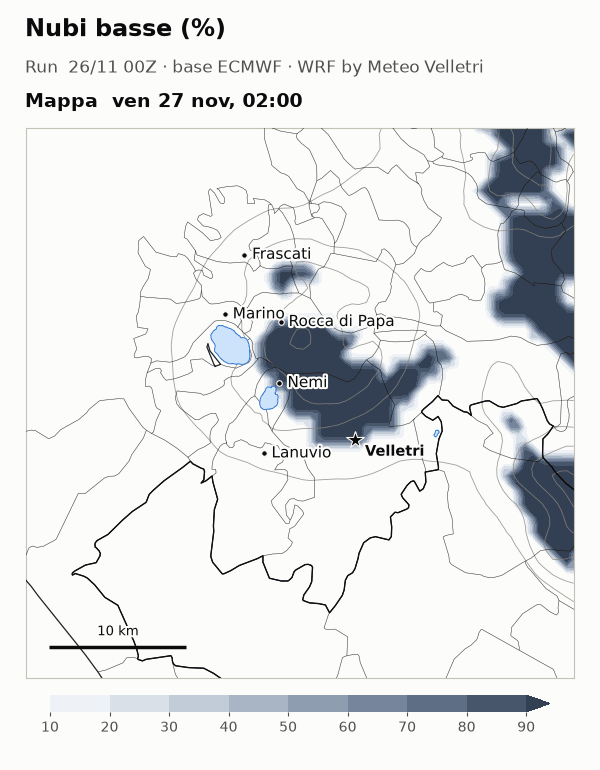 Nubi basse (%)
Run  26/11 00Z · base ECMWF · WRF by Meteo Velletri
Mappa  ven 27 nov, 02:00
Frascati
Marino
Rocca di Papa
Nemi
Velletri
Lanuvio
10 km
10 20 30 40 50 60 70 80 90